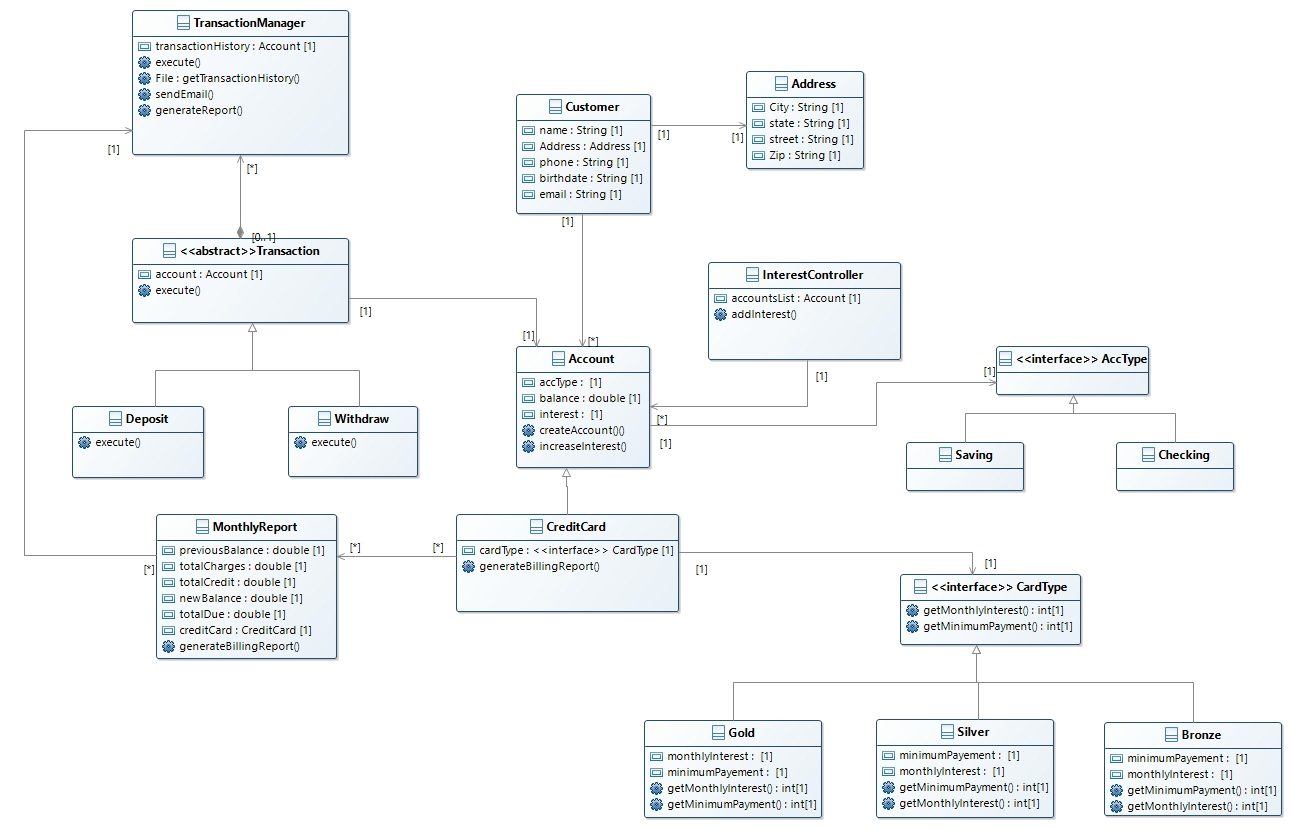 TransactionManager
transactionHistory : Account [1]
execute()
File : getTransactionHistory()
sendEmail()
generateReport()
[1]
[*]
[0..1]
<<abstract>>Transaction
account : Account [1]
execute()
[1]
[1]
Deposit
execute()
Withdraw
execute()
Customer
name : String [1]
Address : Address [1]
phone : String [1]
birthdate : String [1]
email : String [1]
[1]
[1]
Address
City : String [1]
state : String [1]
street : String [1]
Zip : String [1]
[1]
[*]
InterestController
accountsList : Account [1]
addInterest()
[1]
[*]
Account
accType : [1]
balance : double [1]
interest : [1]
createAccount()()
increaseInterest()
[1]
[1]
<<interface>> AccType
Saving
Checking
MonthlyReport
previousBalance : double [1]
totalCharges : double [1]
totalCredit : double [1]
newBalance : double [1]
totalDue : double [1]
creditCard : CreditCard [1]
generateBillingReport()
[*]
[*]
[*]
CreditCard
cardType : <<interface>> CardType [1]
generateBillingReport()
[1]
[1]
<<interface>> CardType
getMonthlyInterest() : int[1]
getMinimumPayment() : int[1]
Gold
monthlyInterest : [1]
minimumPayement : [1]
getMonthlyInterest() : int[1]
getMinimumPayment() : int[1]
Silver
minimumPayement : [1]
monthlyInterest : [1]
getMinimumPayment() : int[1]
getMonthlyInterest() : int[1]
Bronze
minimumPayement : [1]
monthlyInterest : [1]
getMinimumPayment() : int[1]
getMonthlyInterest() : int[1]